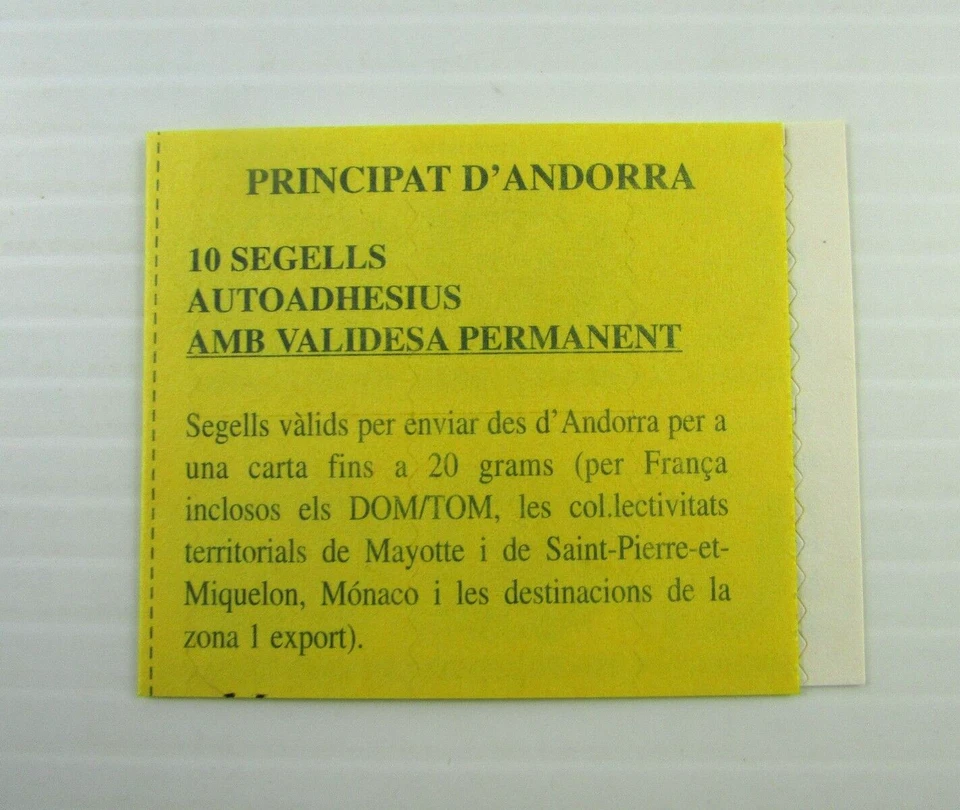 PRINCIPAT D'ANDORRA
10 SEGELLS
AUTOADHESIUS
AMB VALIDESA PERMANENT
Segells vàlids per enviar des d'Andorra per a
una carta fins a 20 grams (per França
inclosos els DOM/TOM, les col.lectivitats
territorials de Mayotte i de Saint-Pierre-et-
Miquelon, Mónaco i les destinacions de la
zona 1 export).